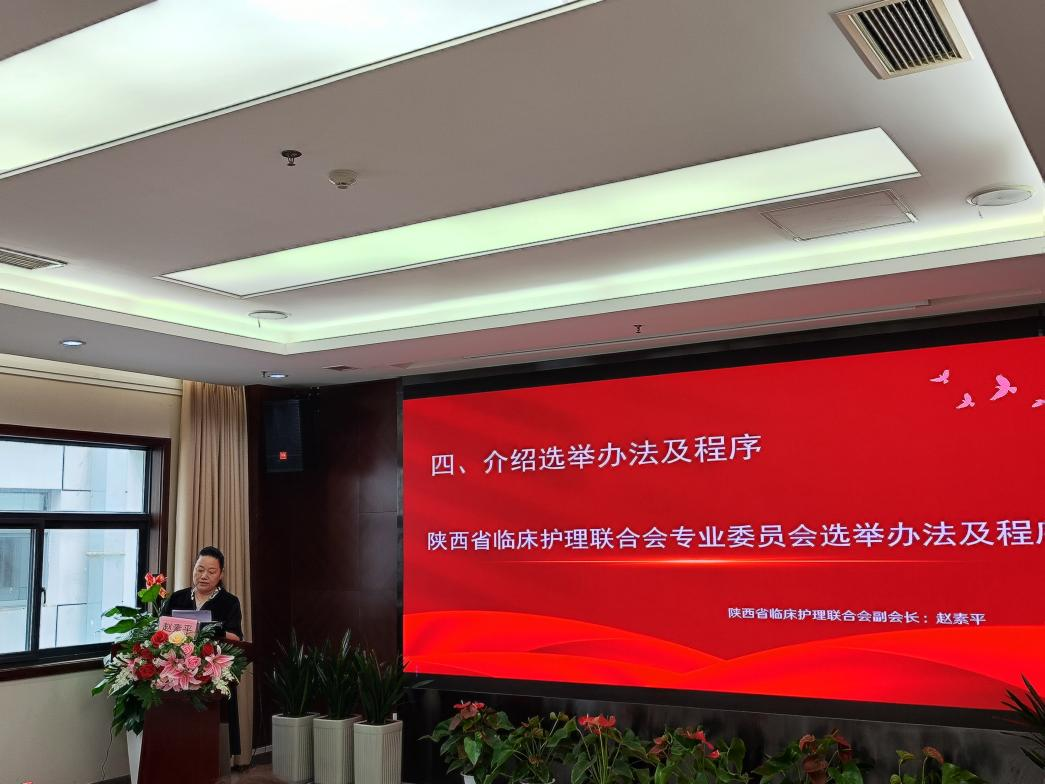 四、介绍选举办法及程序
陕西省临床护理联合会专业委员会选举办法及程序
陕西省临床护理联合会副会长：赵素平
赵素平